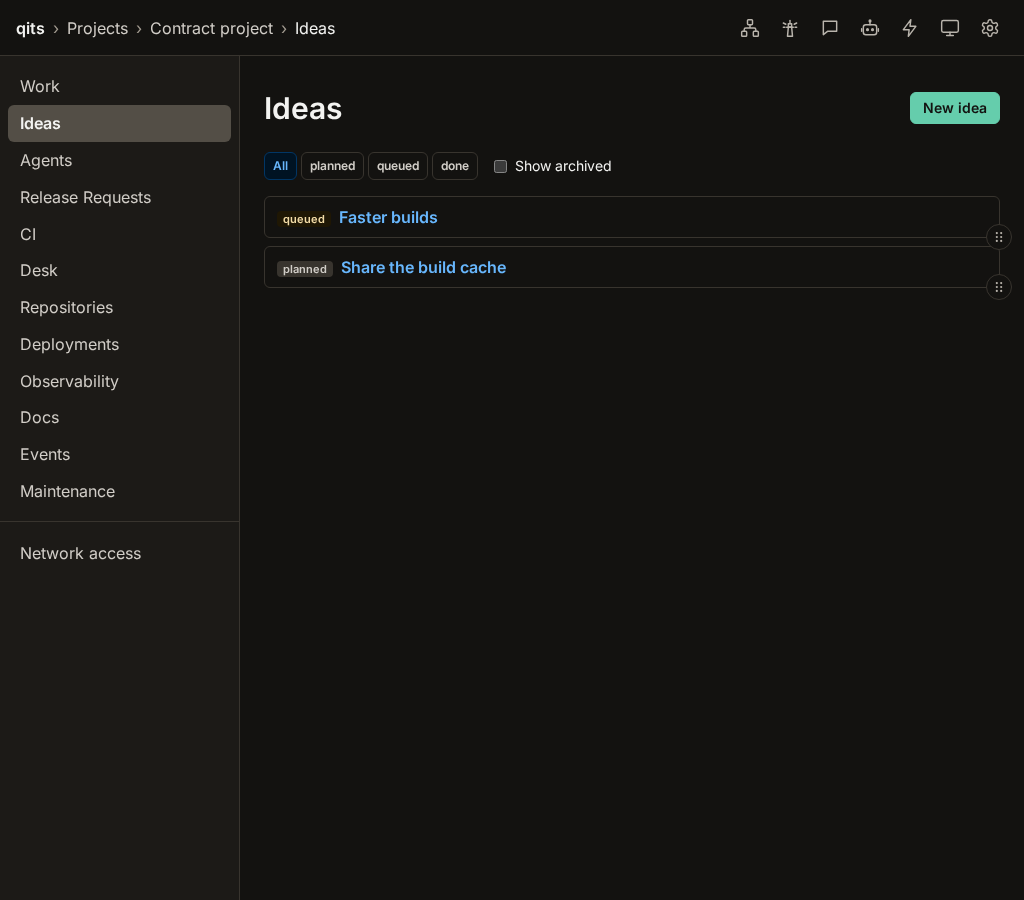 qits › Projects › Contract project › Ideas
Work
Ideas
Agents
Release Requests
CI
Desk
Repositories
Deployments
Observability
Docs
Events
Maintenance
Network access
Ideas
New idea
All planned queued done Show archived
queued Faster builds
planned Share the build cache